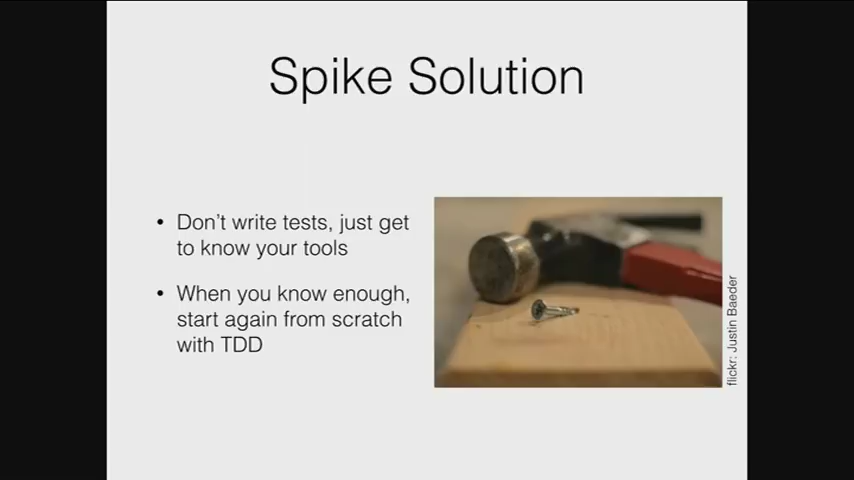 Spike Solution
• Don't write tests, just get
to know your tools
• When you know enough,
start again from scratch
with TDD
flickr: Justin Baeder